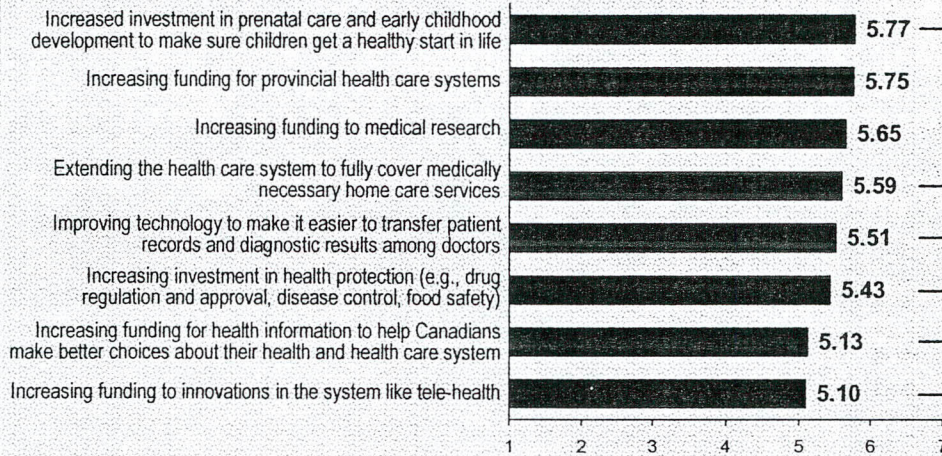 Increased investment in prenatal care and early childhood
development to make sure children get a healthy start in life
5.77
Increasing funding for provincial health care systems
5.75
Increasing funding to medical research
5.65
Extending the health care system to fully cover medically
necessary home care services
5.59
Improving technology to make it easier to transfer patient
records and diagnostic results among doctors
5.51
Increasing investment in health protection (e.g., drug
regulation and approval, disease control, food safety)
5.43
Increasing funding for health information to help Canadians
make better choices about their health and health care system
5.13
Increasing funding to innovations in the system like tele-health
5.10
1 2 3 4 5 6 7